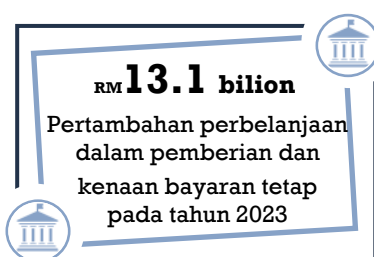 RM13.1 bilion
Pertambahan perbelanjaan
dalam pemberian dan
kenaan bayaran tetap
pada tahun 2023